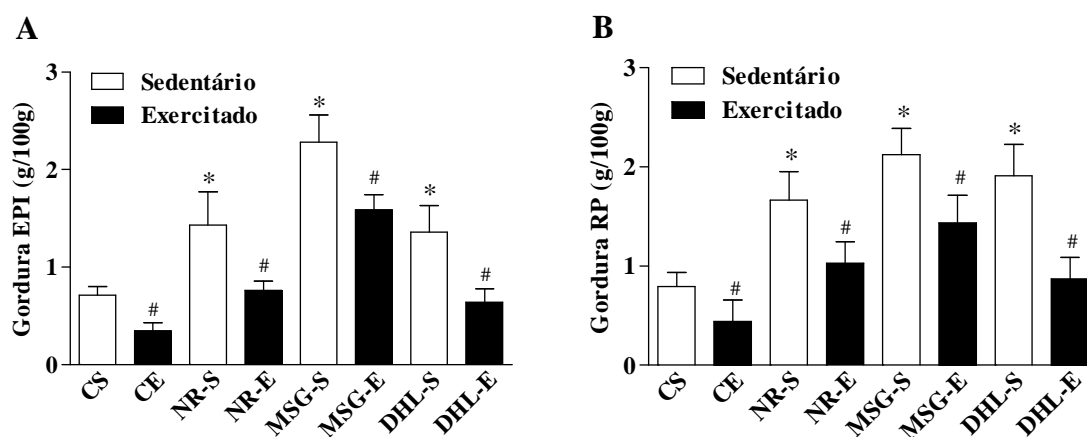 A
Gordura EPI (g/100g)
3
2
1
0
Sedentário
Exercitado
#
*
#
*
#
*
#
CS
CE
NR-S
NR-E
MSG-S
MSG-E
DHL-S
DHL-E
B
Gordura RP (g/100g)
3
2
1
0
Sedentário
Exercitado
#
*
#
*
#
*
#
CS
CE
NR-S
NR-E
MSG-S
MSG-E
DHL-S
DHL-E